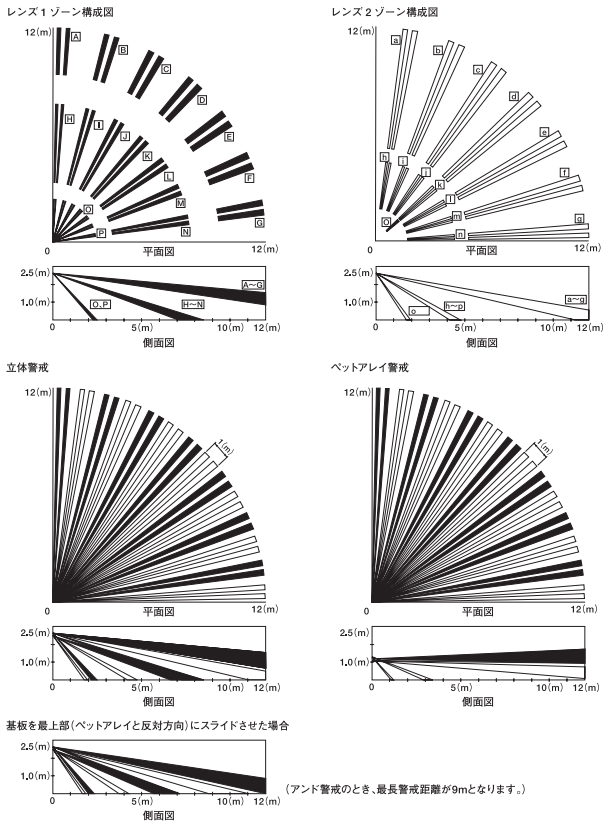 レンズ1ゾーン構成図
12(m)
A
B
C
D
E
F
G
H
I
J
K
L
M
N
O
P
0
平面図
12(m)
2.5(m)
1.0(m)
A〜G
O、P
H〜N
0
5(m)
10(m)
12(m)
側面図
レンズ2ゾーン構成図
12(m)
a
b
c
d
e
f
g
h
i
j
k
l
m
n
O
0
平面図
12(m)
2.5(m)
1.0(m)
a〜g
o
h〜p
0
5(m)
10(m)
12(m)
側面図
立体警戒
12(m)
1(m)
0
平面図
12(m)
2.5(m)
1.0(m)
0
5(m)
10(m)
12(m)
側面図
ペットアレイ警戒
12(m)
1(m)
0
平面図
12(m)
2.5(m)
1.0(m)
0
5(m)
10(m)
12(m)
側面図
基板を最上部(ペットアレイと反対方向)にスライドさせた場合
2.5(m)
1.0(m)
0
5(m)
10(m)
12(m)
側面図
(アンド警戒のとき、最長警戒距離が9mとなります。)